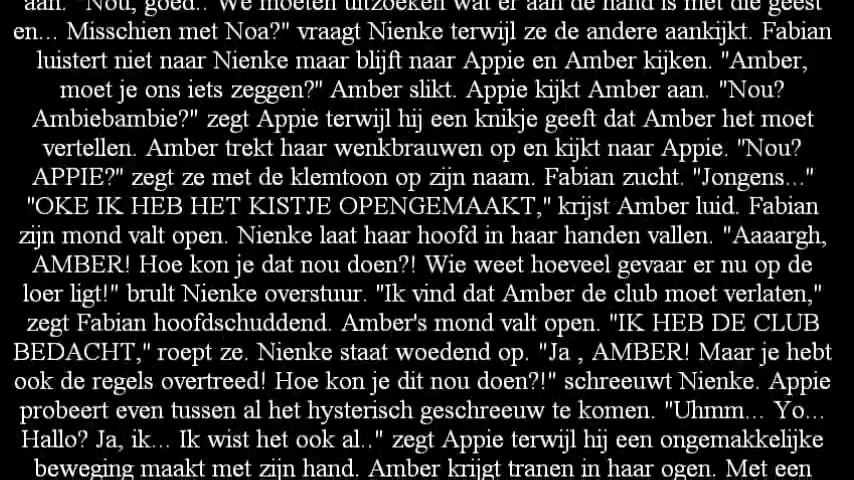 aan. "Nou, goed.. We moeten uitzoeken wat er aan de hand is met die geest
en... Misschien met Noa?" vraagt Nienke terwijl ze de andere aankijkt. Fabian
luistert niet naar Nienke maar blijft naar Appie en Amber kijken. "Amber,
moet je ons iets zeggen?" Amber slikt. Appie kijkt Amber aan. "Nou?
Ambiebambie?" zegt Appie terwijl hij een knikje geeft dat Amber het moet
vertellen. Amber trekt haar wenkbrauwen op en kijkt naar Appie. "Nou?
APPIE?" zegt ze met de klemtoon op zijn naam. Fabian zucht. "Jongens..."
"OKE IK HEB HET KISTJE OPENGEMAAKT," krijst Amber luid. Fabian
zijn mond valt open. Nienke laat haar hoofd in haar handen vallen. "Aaaargh,
AMBER! Hoe kon je dat nou doen?! Wie weet hoeveel gevaar er nu op de
loer ligt!" brult Nienke overstuur. "Ik vind dat Amber de club moet verlaten,"
zegt Fabian hoofdschuddend. Amber's mond valt open. "IK HEB DE CLUB
BEDACHT," roept ze. Nienke staat woedend op. "Ja , AMBER! Maar je hebt
ook de regels overtreed! Hoe kon je dit nou doen?!" schreeuwt Nienke. Appie
probeert even tussen al het hysterisch geschreeuw te komen. "Uhmm... Yo...
Hallo? Ja, ik... Ik wist het ook al.." zegt Appie terwijl hij een ongemakkelijke
beweging maakt met zijn hand. Amber krijgt tranen in haar ogen. Met een